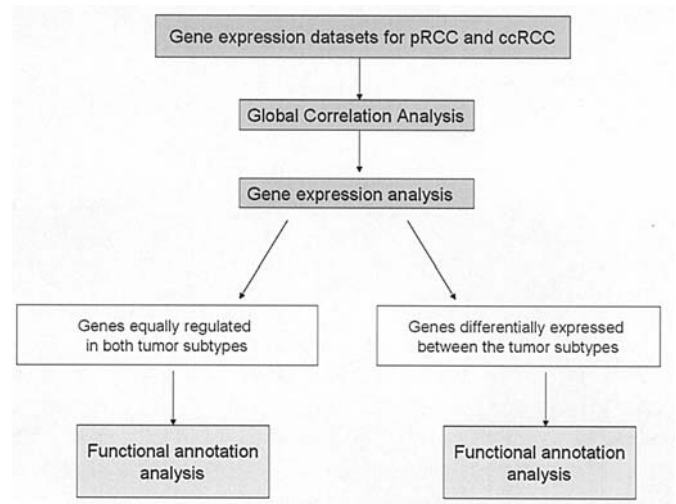 Gene expression datasets for pRCC and ccRCC
Global Correlation Analysis
Gene expression analysis
Genes equally regulated
in both tumor subtypes
Genes differentially expressed
between the tumor subtypes
Functional annotation
analysis
Functional annotation
analysis